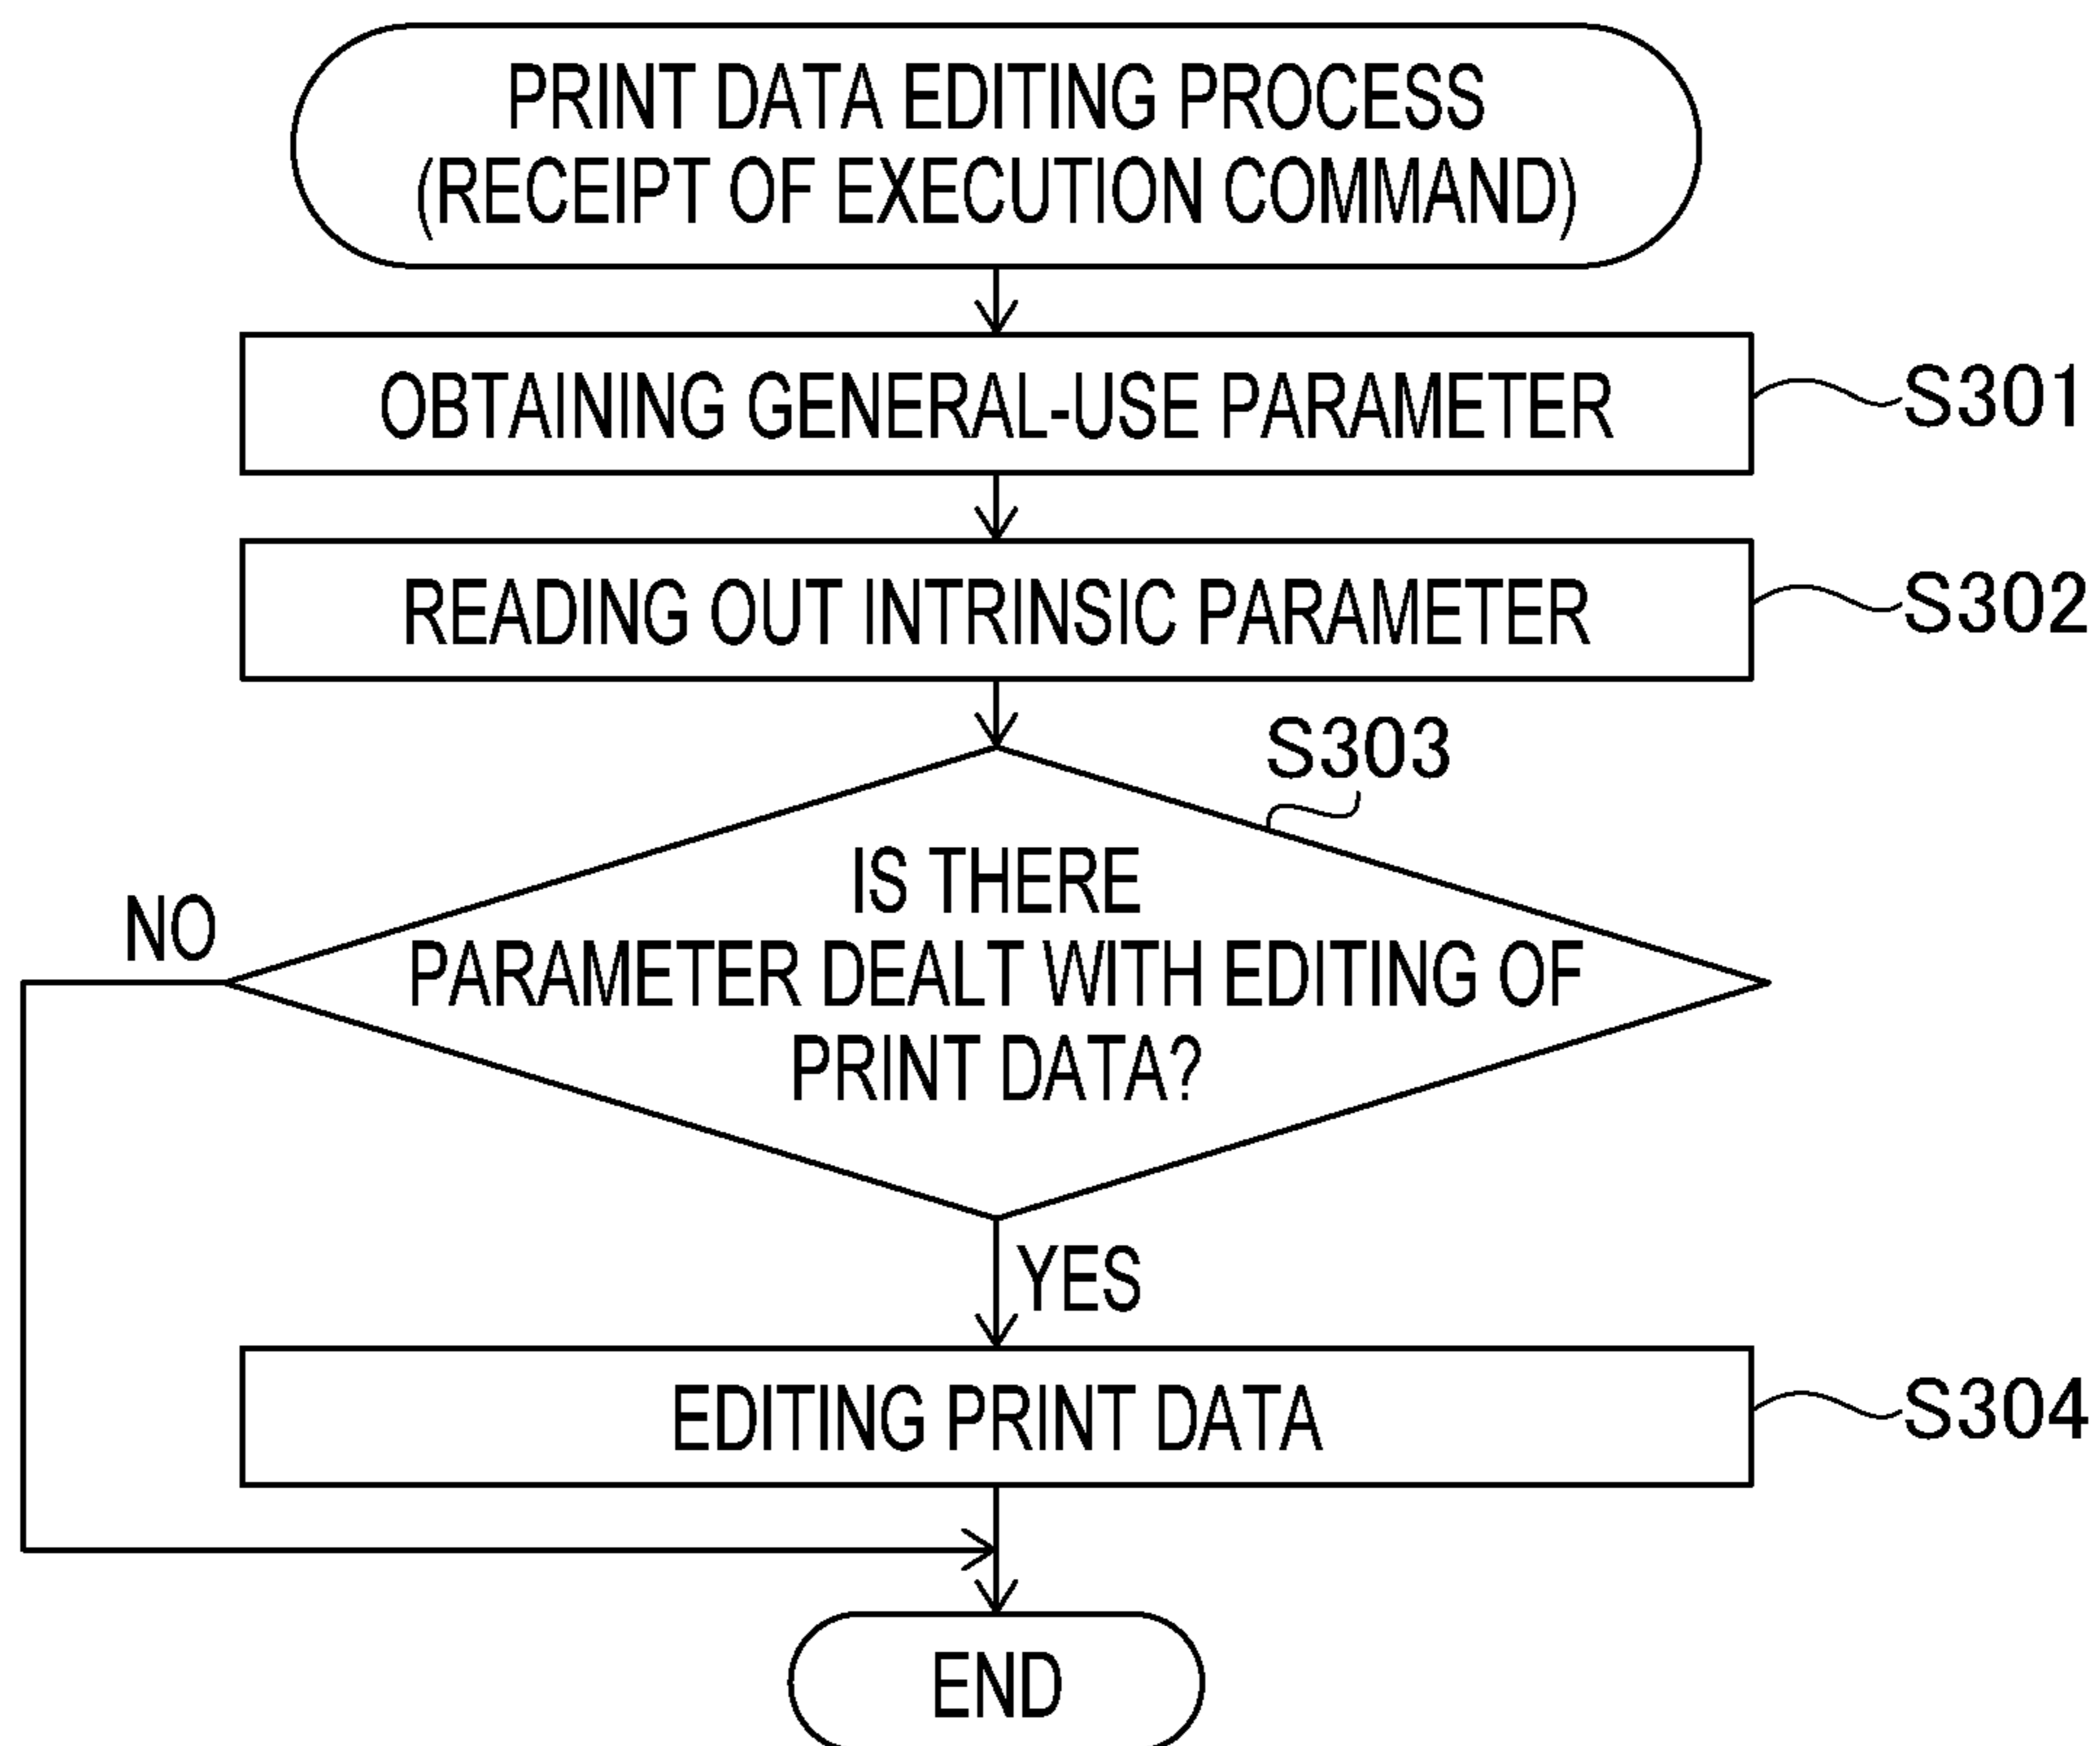 PRINT DATA EDITING PROCESS
(RECEIPT OF EXECUTION COMMAND)
OBTAINING GENERAL-USE PARAMETER
S301
READING OUT INTRINSIC PARAMETER
S302
S303
IS THERE
PARAMETER DEALT WITH EDITING OF
PRINT DATA?
NO
YES
EDITING PRINT DATA
S304
END